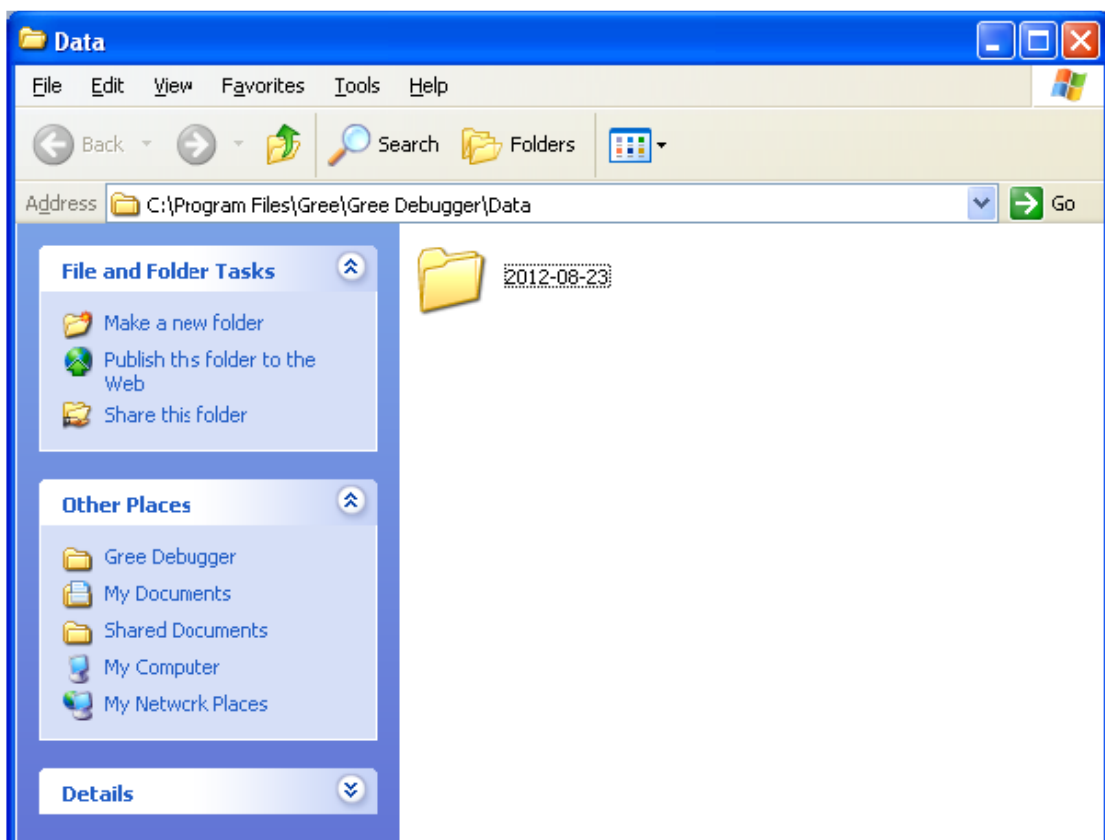 Data
File Edit View Favorites Tools Help
Back Search Folders
Address C:\Program Files\Gree\Gree Debugger\Data Go
File and Folder Tasks
Make a new folder
Publish this folder to the
Web
Share this folder
2012-08-23
Other Places
Gree Debugger
My Documents
Shared Documents
My Computer
My Network Places
Details